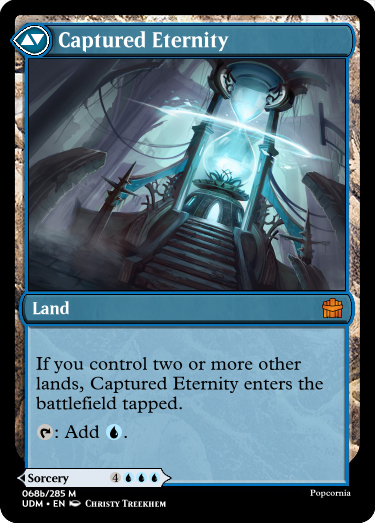 Captured Eternity
Land
If you control two or more other
lands, Captured Eternity enters the
battlefield tapped.
: Add .
Sorcery 4
068b/285 M
Popcornia
UDM • EN Christy Treekhem